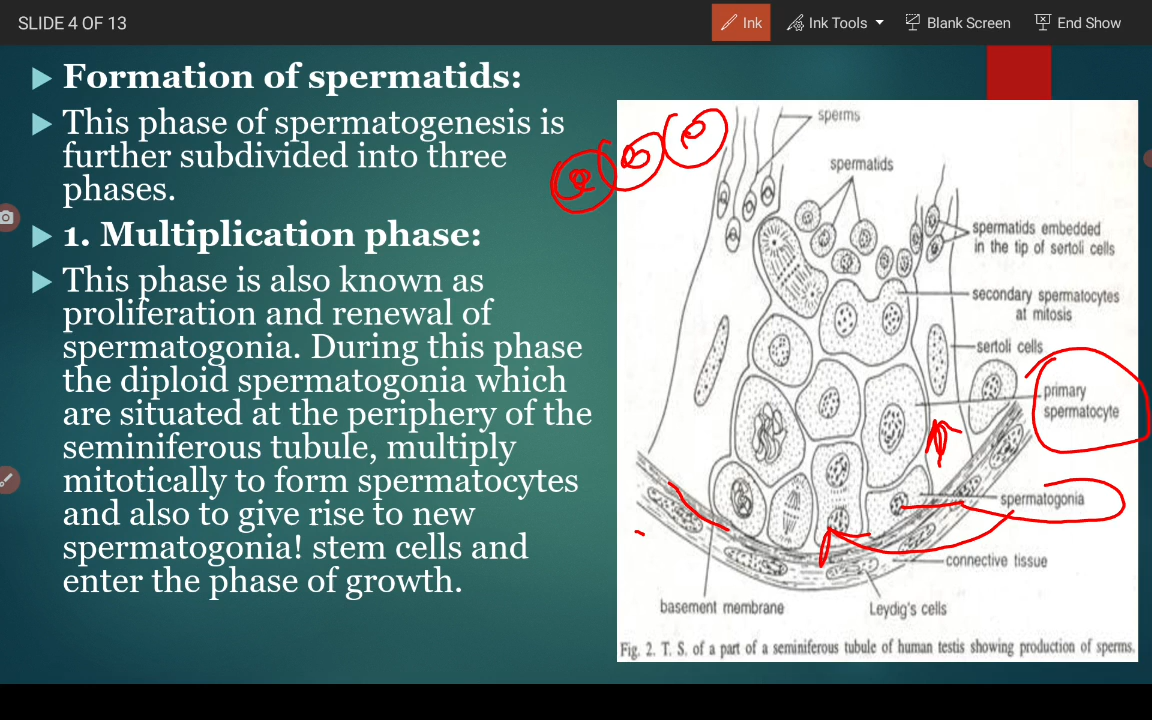 SLIDE 4 OF 13
Ink
Ink Tools
Blank Screen
End Show
Formation of spermatids:
This phase of spermatogenesis is
further subdivided into three
phases.
1. Multiplication phase:
This phase is also known as
proliferation and renewal of
spermatogonia. During this phase
the diploid spermatogonia which
are situated at the periphery of the
seminiferous tubule, multiply
mitotically to form spermatocytes
and also to give rise to new
spermatogonia! stem cells and
enter the phase of growth.
sperms
spermatids
spermatids embedded
in the tip of sertoli cells
secondary spermatocytes
at mitosis
sertoli cells
primary
spermatocyte
spermatogonia
connective tissue
basement membrane
Leydig's cells
Fig. 2. T. S. of a part of a seminiferous tubule of human testis showing production of sperms.